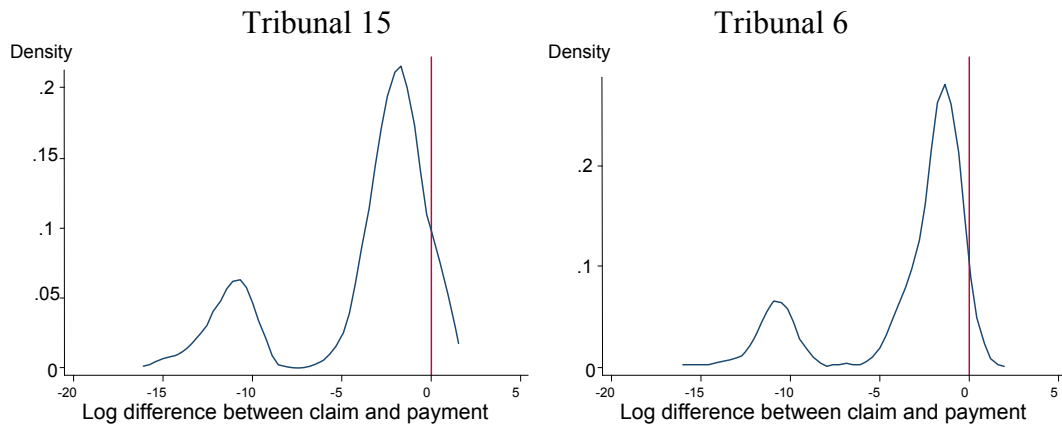 Tribunal 15
Density
.2
.15
.1
.05
0
-20 -15 -10 -5 0 5
Log difference between claim and payment
Tribunal 6
Density
.2
.1
0
-20 -15 -10 -5 0 5
Log difference between claim and payment